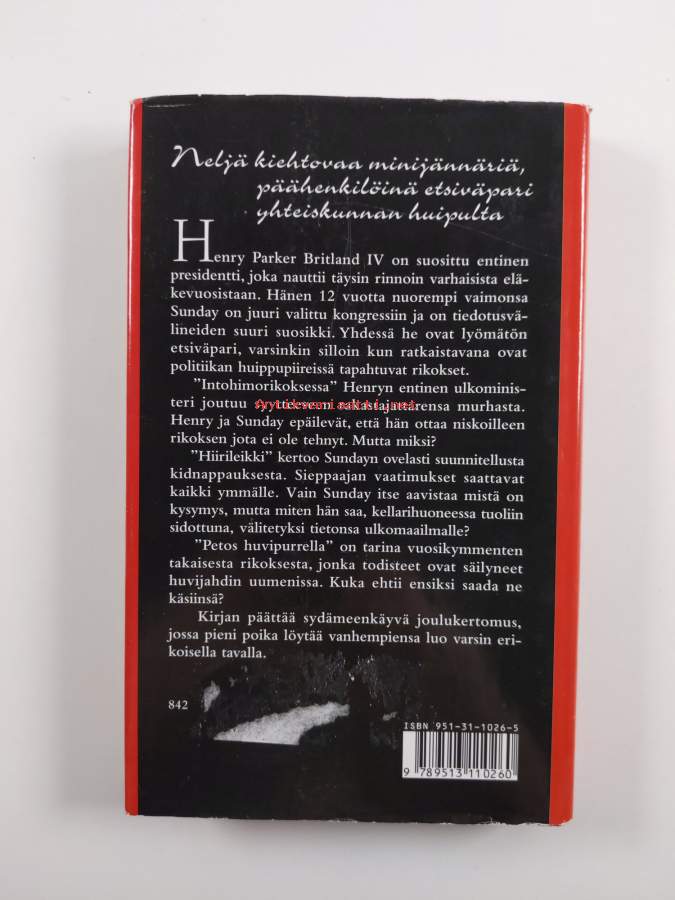 Neljä kiehtovaa minijännäriä,
päähenkilöinä etsiväpari
yhteiskunnan huipulta
Henry Parker Britland IV on suosittu entinen
presidentti, joka nauttii täysin rinnoin varhaisista elä-
kevuosistaan. Hänen 12 vuotta nuorempi vaimonsa
Sunday on juuri valittu kongressiin ja on tiedotusvä-
lineiden suuri suosikki. Yhdessä he ovat lyömätön
etsiväpari, varsinkin silloin kun ratkaistavana ovat
politiikan huippupiireissä tapahtuvat rikokset.
"Intohimorikoksessa" Henryn entinen ulkominis-
teri joutuu syytteeseen rakastajattarensa murhasta.
Henry ja Sunday epäilevät, että hän ottaa niskoilleen
rikoksen jota ei ole tehnyt. Mutta miksi?
"Hiirileikki" kertoo Sundayn ovelasti suunnitellusta
kidnappauksesta. Sieppaajan vaatimukset saattavat
kaikki ymmälle. Vain Sunday itse aavistaa mistä on
kysymys, mutta miten hän saa, kellarihuoneessa tuoliin
sidottuna, välitetyksi tietonsa ulkomaailmalle?
"Petos huvipurrella" on tarina vuosikymmenten
takaisesta rikoksesta, jonka todisteet ovat säilyneet
huvijahdin uumenissa. Kuka ehtii ensiksi saada ne
käsiinsä?
Kirjan päättää sydämeenkäyvä joulukertomus,
jossa pieni poika löytää vanhempiensa luo varsin eri-
koisella tavalla.
842
ISBN 951-31-1026-5
9 789513 110260